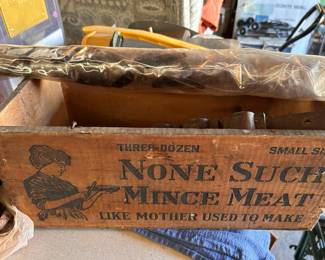 THREE DOZEN SMALL SI
NONE SUCH
MINCE MEAT
LIKE MOTHER USED TO MAKE